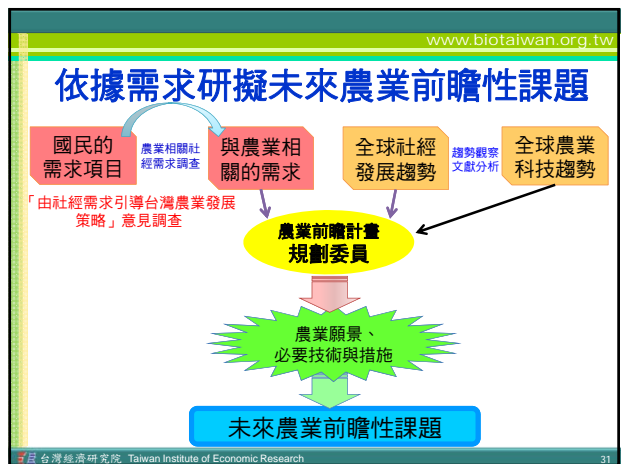 www.biotaiwan.org.tw
依據需求研擬未來農業前瞻性課題
國民的
需求項目
農業相關社
經需求調查
與農業相
關的需求
全球社經
發展趨勢
趨勢觀察
文獻分析
全球農業
科技趨勢
「由社經需求引導台灣農業發展
策略」意見調查
農業前瞻計畫
規劃委員
農業願景、
必要技術與措施
未來農業前瞻性課題
台灣經濟研究院 Taiwan Institute of Economic Research
31